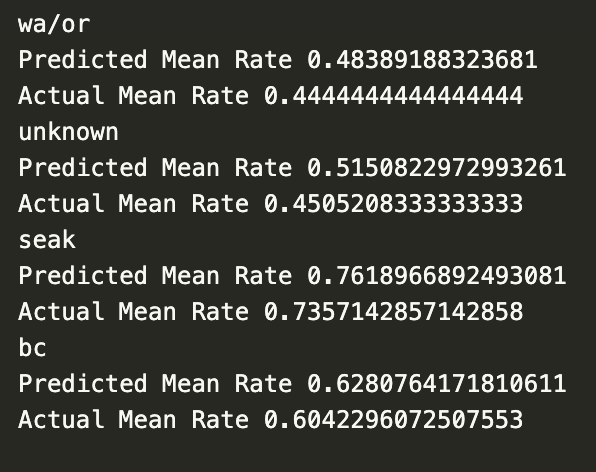 wa/or
Predicted Mean Rate 0.48389188323681
Actual Mean Rate 0.4444444444444444
unknown
Predicted Mean Rate 0.5150822972993261
Actual Mean Rate 0.4505208333333333
seak
Predicted Mean Rate 0.7618966892493081
Actual Mean Rate 0.7357142857142858
bc
Predicted Mean Rate 0.6280764171810611
Actual Mean Rate 0.6042296072507553